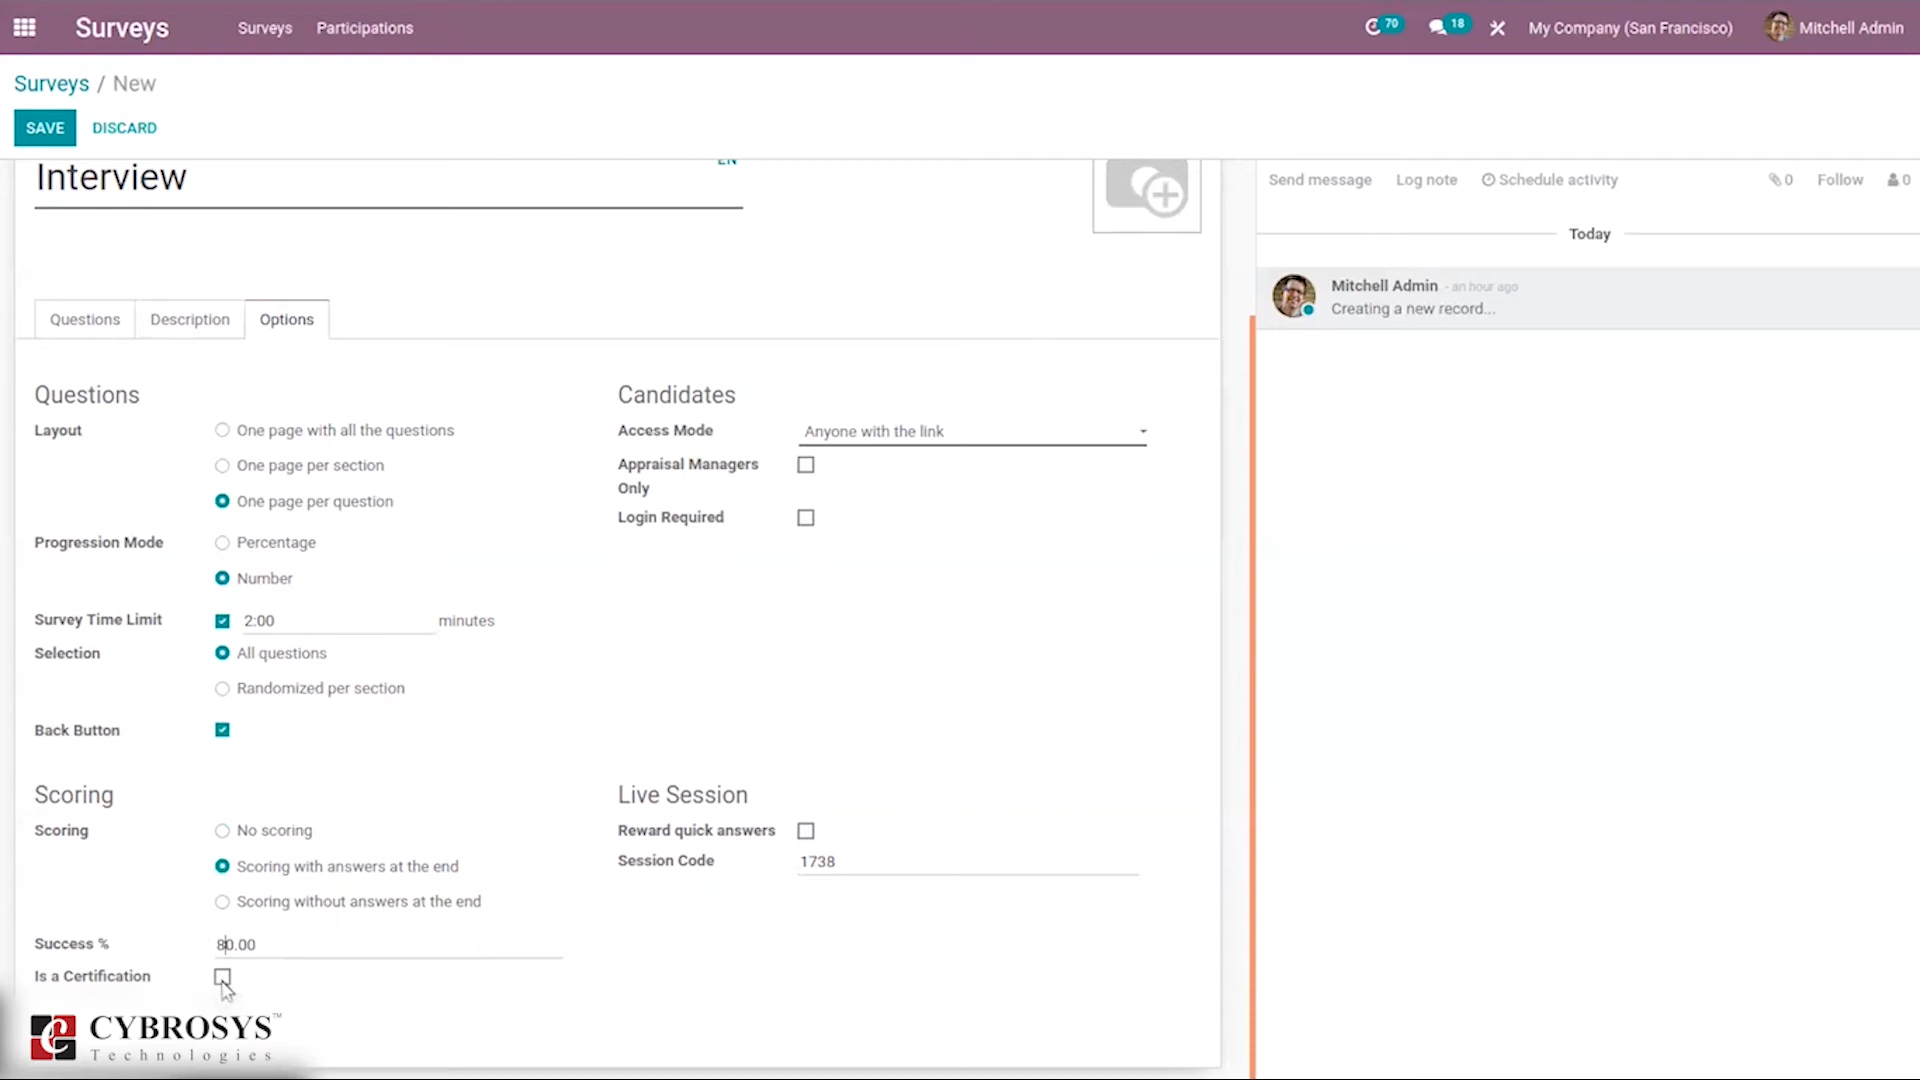 Surveys Surveys Participations 70 18 My Company (San Francisco) Mitchell Admin
Surveys / New
SAVE DISCARD
EN
Interview
Send message Log note Schedule activity 0 Follow 0
Today
Mitchell Admin - an hour ago
Creating a new record...
Questions Description Options
Questions
Layout One page with all the questions
One page per section
One page per question
Progression Mode Percentage
Number
Survey Time Limit 2:00 minutes
Selection All questions
Randomized per section
Back Button
Candidates
Access Mode Anyone with the link
Appraisal Managers
Only
Login Required
Scoring
Scoring No scoring
Scoring with answers at the end
Scoring without answers at the end
Success % 80.00
Is a Certification
Live Session
Reward quick answers
Session Code 1738
CYBROSYS™
Technologies